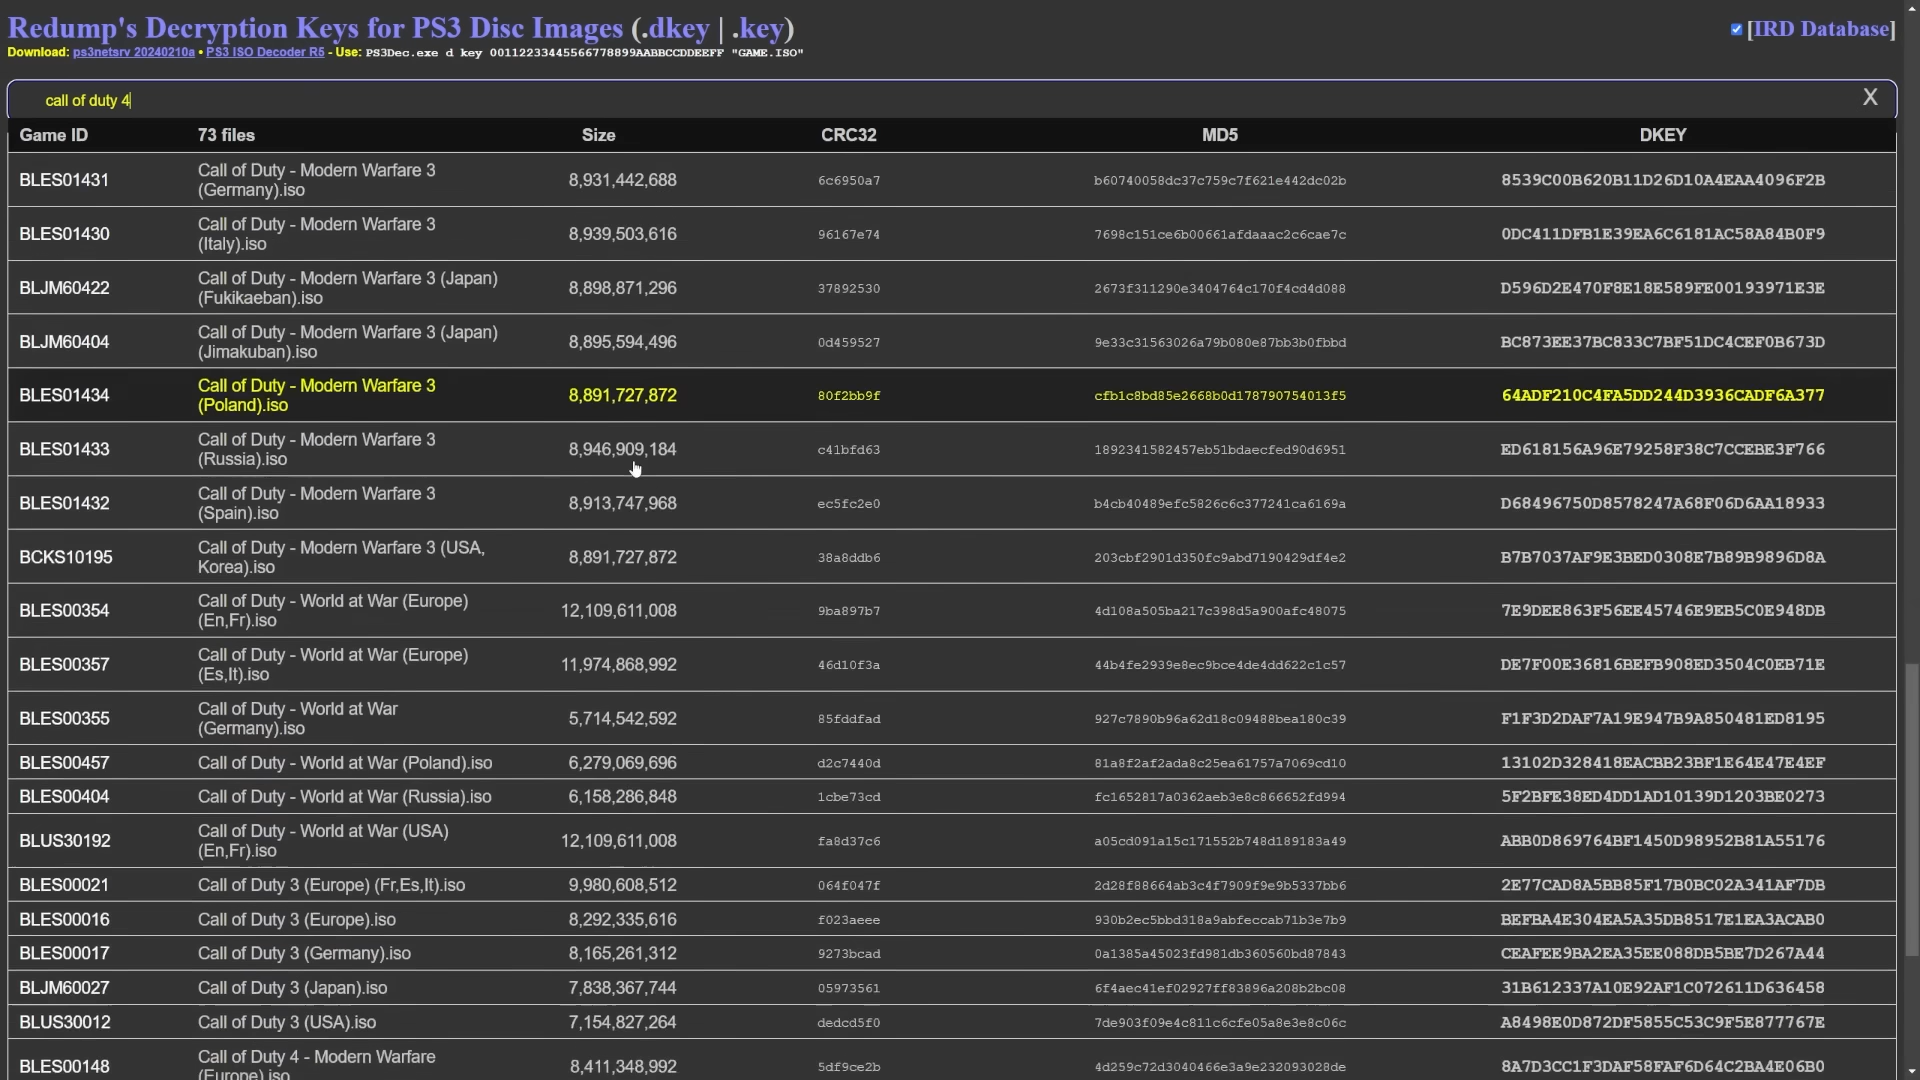 Redump's Decryption Keys for PS3 Disc Images (.dkey | .key)
[IRD Database]
Download: ps3netsrv 20240210a • PS3 ISO Decoder R5 - Use: PS3Dec.exe d key 00112233445566778899AABBCCDDEEFF "GAME.ISO"
call of duty 4
X
Game ID 73 files Size CRC32 MD5 DKEY
BLES01431 Call of Duty - Modern Warfare 3 (Germany).iso 8,931,442,688 6c6950a7 b60740058dc37c759c7f621e442dc02b 8539C00B620B11D26D10A4EAA4096F2B
BLES01430 Call of Duty - Modern Warfare 3 (Italy).iso 8,939,503,616 96167e74 7698c151ce6b00661afdaaac2c6cae7c 0DC411DFB1E39EA6C6181AC58A84B0F9
BLJM60422 Call of Duty - Modern Warfare 3 (Japan) (Fukikaeban).iso 8,898,871,296 37892530 2673f311290e3404764c170f4cd4d088 D596D2E470F8E18E589FE00193971E3E
BLJM60404 Call of Duty - Modern Warfare 3 (Japan) (Jimakuban).iso 8,895,594,496 0d459527 9e33c31563026a79b080e87bb3b0fbbd BC873EE37BC833C7BF51DC4CEF0B673D
BLES01434 Call of Duty - Modern Warfare 3 (Poland).iso 8,891,727,872 80f2bb9f cfb1c8bd85e2668b0d178790754013f5 64ADF210C4FA5DD244D3936CADF6A377
BLES01433 Call of Duty - Modern Warfare 3 (Russia).iso 8,946,909,184 c41bfd63 1892341582457eb51bdaecfed90d6951 ED618156A96E79258F38C7CCEBE3F766
BLES01432 Call of Duty - Modern Warfare 3 (Spain).iso 8,913,747,968 ec5fc2e0 b4cb40489efc5826c6c377241ca6169a D68496750D8578247A68F06D6AA18933
BCKS10195 Call of Duty - Modern Warfare 3 (USA, Korea).iso 8,891,727,872 38a8ddb6 203cbf2901d350fc9abd7190429df4e2 B7B7037AF9E3BED0308E7B89B9896D8A
BLES00354 Call of Duty - World at War (Europe) (En,Fr).iso 12,109,611,008 9ba897b7 4d108a505ba217c398d5a900afc48075 7E9DEE863F56EE45746E9EB5C0E948DB
BLES00357 Call of Duty - World at War (Europe) (Es,It).iso 11,974,868,992 46d10f3a 44b4fe2939e8ec9bce4de4dd622c1c57 DE7F00E36816BEFB908ED3504C0EB71E
BLES00355 Call of Duty - World at War (Germany).iso 5,714,542,592 85fddfad 927c7890b96a62d18c09488bea180c39 F1F3D2DAF7A19E947B9A850481ED8195
BLES00457 Call of Duty - World at War (Poland).iso 6,279,069,696 d2c7440d 81a8f2af2ada8c25ea61757a7069cd10 13102D328418EACBB23BF1E64E47E4EF
BLES00404 Call of Duty - World at War (Russia).iso 6,158,286,848 1cbe73cd fc1652817a0362aeb3e8c866652fd994 5F2BFE38ED4DD1AD10139D1203BE0273
BLUS30192 Call of Duty - World at War (USA) (En,Fr).iso 12,109,611,008 fa8d37c6 a05cd091a15c171552b748d189183a49 ABB0D869764BF1450D98952B81A55176
BLES00021 Call of Duty 3 (Europe) (Fr,Es,It).iso 9,980,608,512 064f047f 2d28f88664ab3c4f7909f9e9b5337bb6 2E77CAD8A5BB85F17B0BC02A341AF7DB
BLES00016 Call of Duty 3 (Europe).iso 8,292,335,616 f023aeee 930b2ec5bbd318a9abfeccab71b3e7b9 BEFBA4E304EA5A35DB8517E1EA3ACAB0
BLES00017 Call of Duty 3 (Germany).iso 8,165,261,312 9273bcad 0a1385a45023fd981db360560bd87843 CEAFEE9BA2EA35EE088DB5BE7D267A44
BLJM60027 Call of Duty 3 (Japan).iso 7,838,367,744 05973561 6f4aec41ef02927ff83896a208b2bc08 31B612337A10E92AF1C072611D636458
BLUS30012 Call of Duty 3 (USA).iso 7,154,827,264 dedcd5f0 7de903f09e4c811c6cfe05a8e3e8c06c A8498E0D872DF5855C53C9F5E877767E
BLES00148 Call of Duty 4 - Modern Warfare (Europe).iso 8,411,348,992 5df9ce2b 4d259c72d3040466e3a9e232093028de 8A7D3CC1F3DAF58FAF6D64C2BA4E06B0